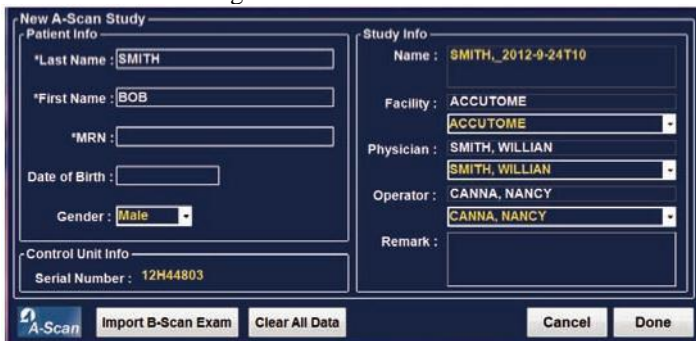 New A-Scan Study
Patient Info
*Last Name : SMITH
*First Name : BOB
*MRN :
Date of Birth :
Gender : Male
Control Unit Info
Serial Number : 12H44803
Study Info
Name : SMITH,_2012-9-24T10
Facility : ACCUTOME
ACCUTOME
Physician : SMITH, WILLIAN
SMITH, WILLIAN
Operator : CANNA, NANCY
CANNA, NANCY
Remark :
A-Scan
Import B-Scan Exam
Clear All Data
Cancel
Done